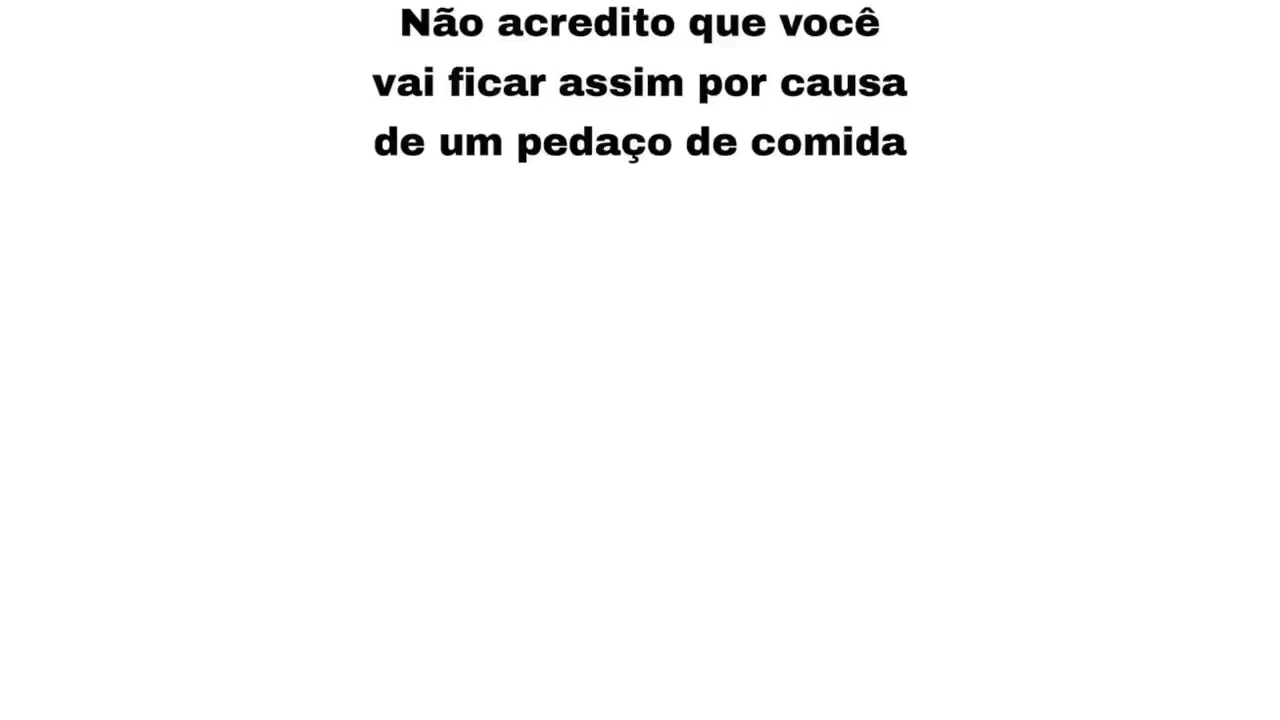 Não acredito que você
vai ficar assim por causa
de um pedaço de comida